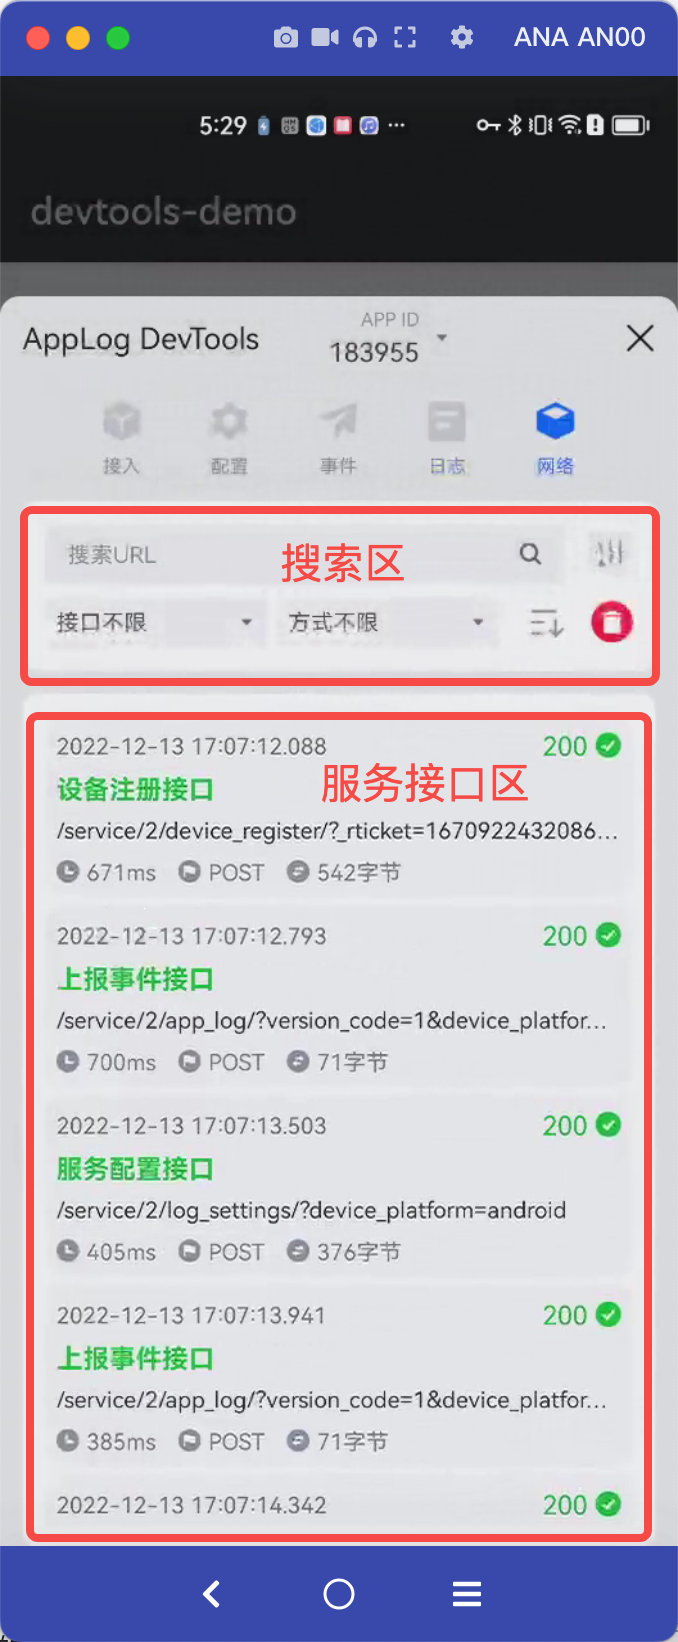 ANA AN00
5:29
devtools-demo
AppLog DevTools
APP ID
183955
接入
配置
事件
日志
网络
搜索URL
搜索区
接口不限
方式不限
2022-12-13 17:07:12.088
200
服务接口区
设备注册接口
/service/2/device_register/?_rticket=1670922432086...
671ms POST 542字节
2022-12-13 17:07:12.793
200
上报事件接口
/service/2/app_log/?version_code=1&device_platfor...
700ms POST 71字节
2022-12-13 17:07:13.503
200
服务配置接口
/service/2/log_settings/?device_platform=android
405ms POST 376字节
2022-12-13 17:07:13.941
200
上报事件接口
/service/2/app_log/?version_code=1&device_platfor...
385ms POST 71字节
2022-12-13 17:07:14.342
200